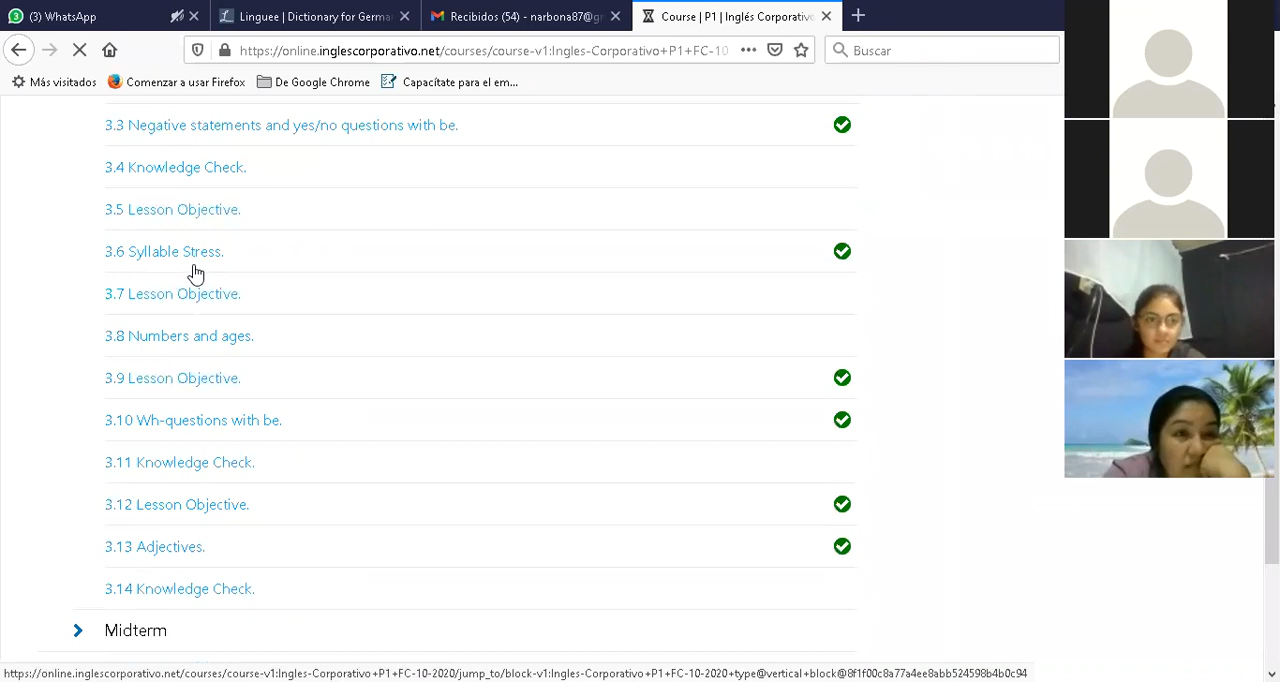 (3) WhatsApp
Linguee | Dictionary for Germa
Recibidos (54) - narbona87@g
Course | P1 | Inglés Corporativo
https://online.inglescorporativo.net/courses/course-v1:Ingles-Corporativo+P1+FC-10
Buscar
Más visitados
Comenzar a usar Firefox
De Google Chrome
Capacítate para el em...
3.3 Negative statements and yes/no questions with be.
3.4 Knowledge Check.
3.5 Lesson Objective.
3.6 Syllable Stress.
3.7 Lesson Objective.
3.8 Numbers and ages.
3.9 Lesson Objective.
3.10 Wh-questions with be.
3.11 Knowledge Check.
3.12 Lesson Objective.
3.13 Adjectives.
3.14 Knowledge Check.
Midterm
https://online.inglescorporativo.net/courses/course-v1:Ingles-Corporativo+P1+FC-10-2020/jump_to/block-v1:Ingles-Corporativo+P1+FC-10-2020+type@vertical+block@8f1f00c8a77a4ee8abb524598b4b0c94